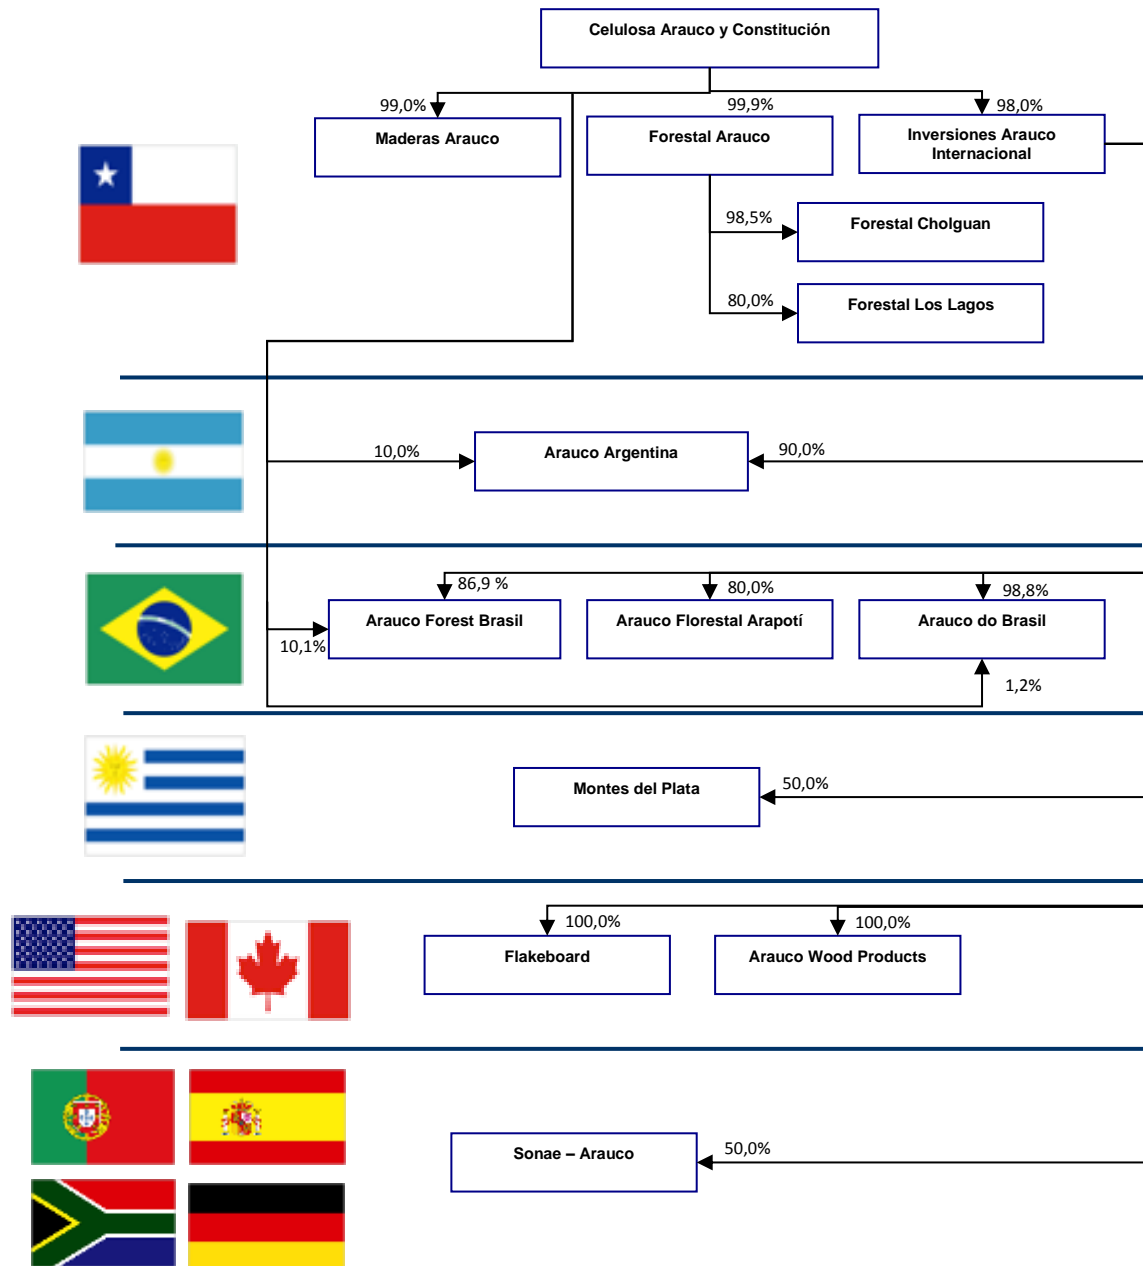 Celulosa Arauco y Constitución
99,0%
99,9%
98,0%
Maderas Arauco
Forestal Arauco
Inversiones Arauco
Internacional
98,5%
Forestal Cholguan
80,0%
Forestal Los Lagos
10,0%
Arauco Argentina
90,0%
86,9 %
80,0%
98,8%
Arauco Forest Brasil
Arauco Florestal Arapotí
Arauco do Brasil
10,1%
1,2%
Montes del Plata
50,0%
100,0%
100,0%
Flakeboard
Arauco Wood Products
Sonae – Arauco
50,0%